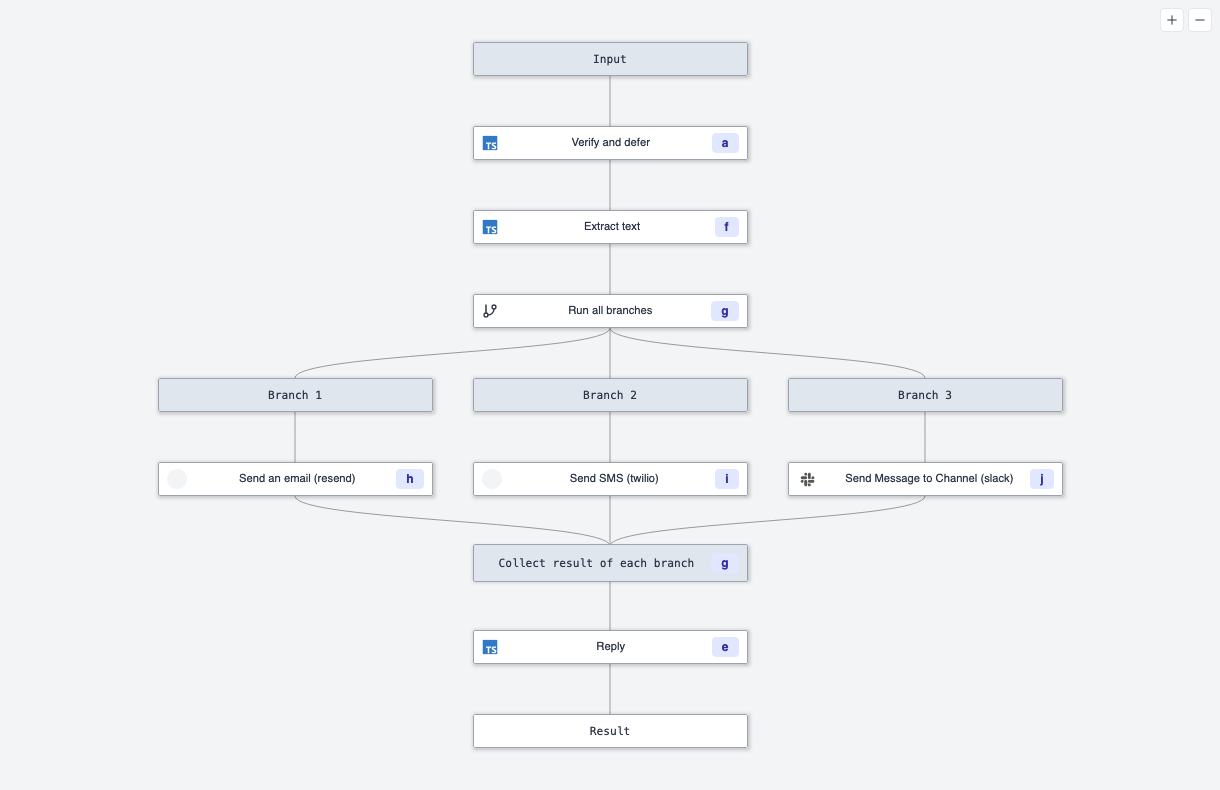 + −
Input
TS Verify and defer a
TS Extract text f
Run all branches g
Branch 1
Branch 2
Branch 3
Send an email (resend) h
Send SMS (twilio) i
Send Message to Channel (slack) j
Collect result of each branch g
TS Reply e
Result